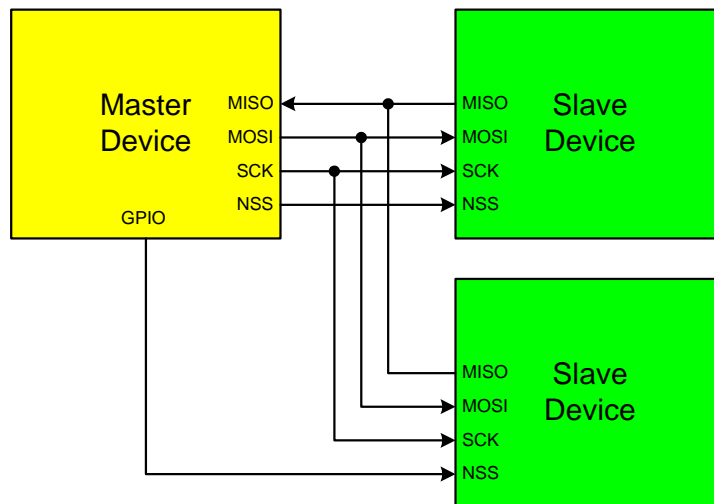 Master
Device
MISO
MOSI
SCK
NSS
GPIO
MISO
MOSI
SCK
NSS
Slave
Device
MISO
MOSI
SCK
NSS
Slave
Device